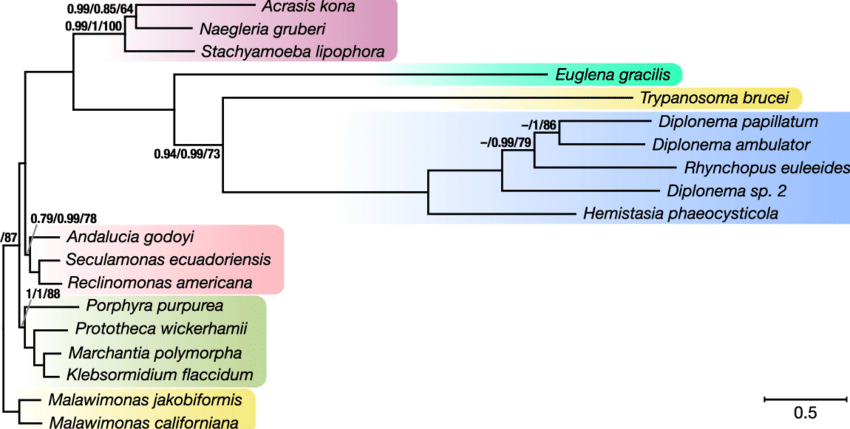 0.99/0.85/64
Acrasis kona
0.99/1/100
Naegleria gruberi
Stachyamoeba lipophora
Euglena gracilis
Trypanosoma brucei
–/1/86
Diplonema papillatum
–/0.99/79
Diplonema ambulator
0.94/0.99/73
Rhynchopus euleeides
Diplonema sp. 2
Hemistasia phaeocysticola
0.79/0.99/78
/87
Andalucia godoyi
Seculamonas ecuadoriensis
Reclinomonas americana
1/1/88
Porphyra purpurea
Prototheca wickerhamii
Marchantia polymorpha
Klebsormidium flaccidum
Malawimonas jakobiformis
0.5
Malawimonas californiana